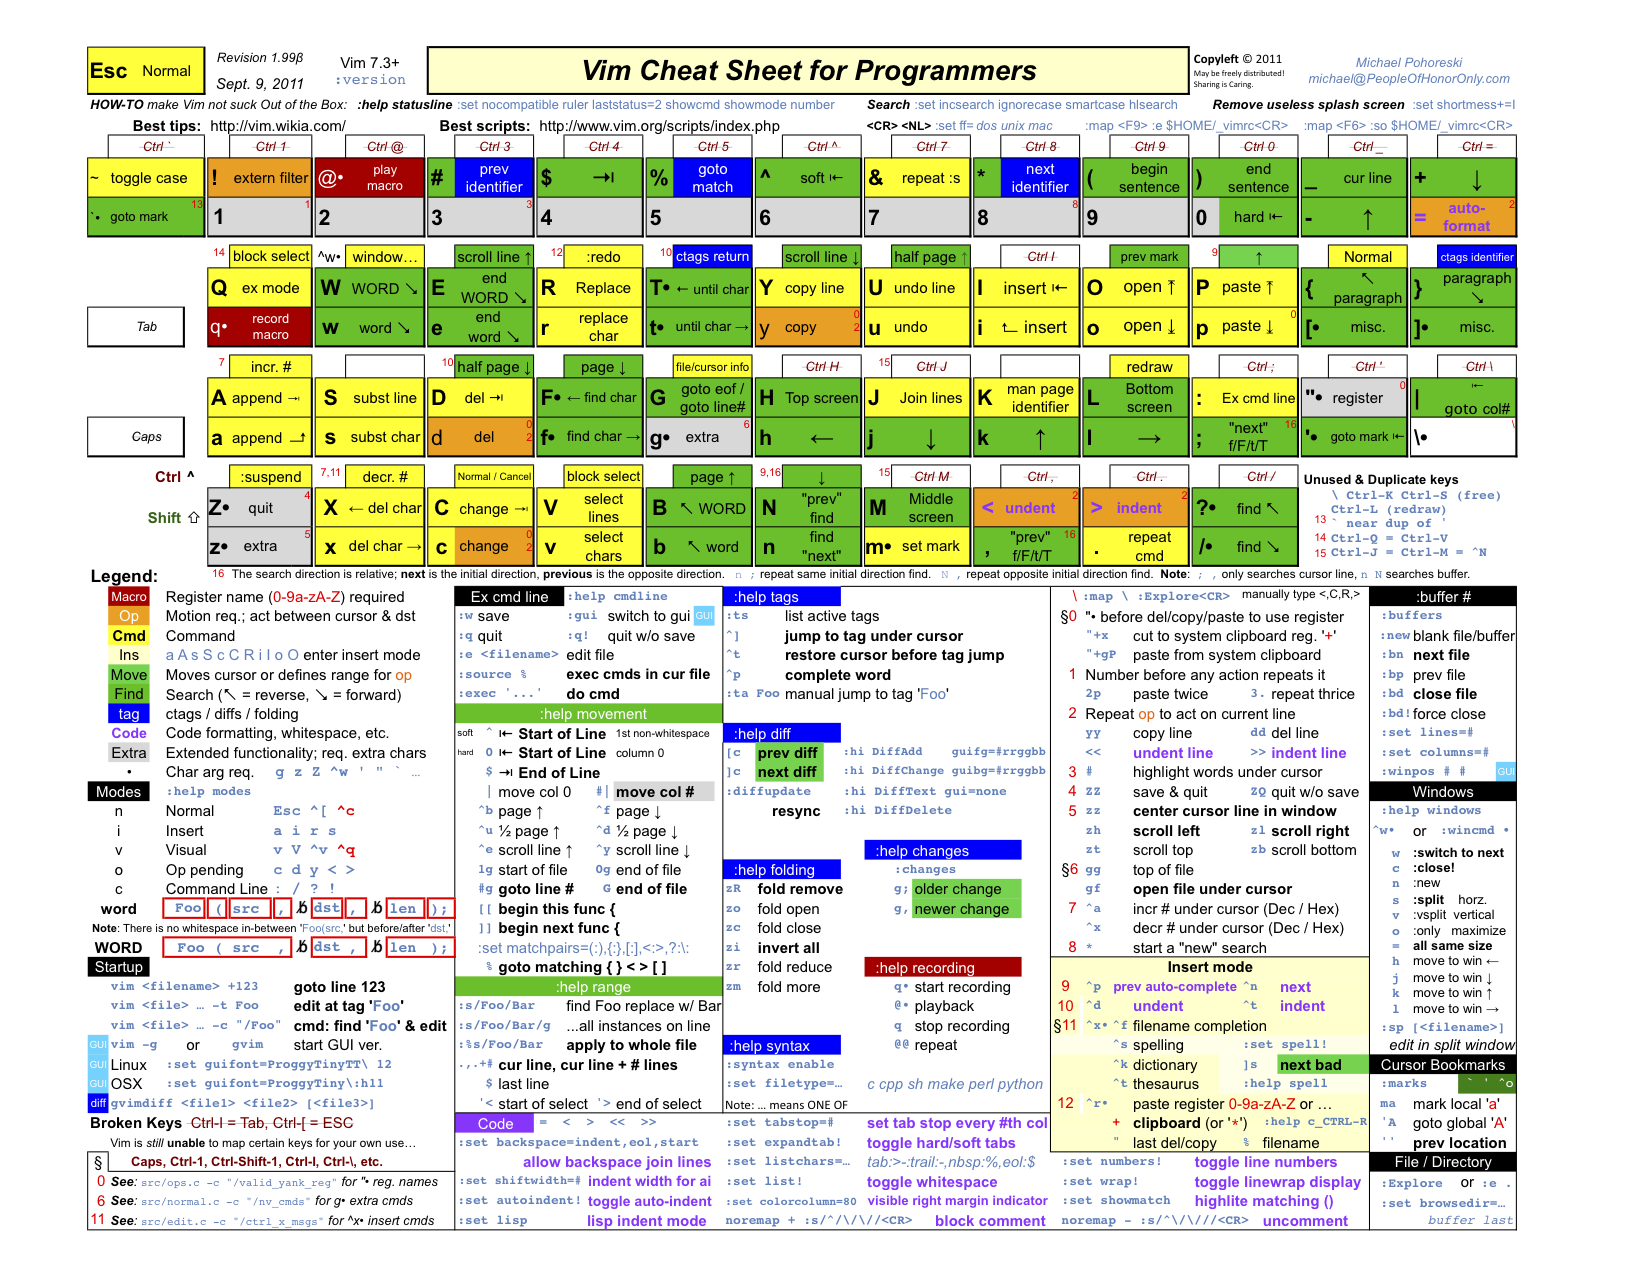 Esc Normal
Revision 1.99β
Sept. 9, 2011
Vim 7.3+
:version
Vim Cheat Sheet for Programmers
Copyleft © 2011
May be freely distributed!
Sharing is Caring.
Michael Pohoreski
michael@PeopleOfHonorOnly.com
HOW-TO make Vim not suck Out of the Box: :help statusline :set nocompatible ruler laststatus=2 showcmd showmode number
Search :set incsearch ignorecase smartcase hlsearch
Remove useless splash screen :set shortmess+=I
Best tips: http://vim.wikia.com/
Best scripts: http://www.vim.org/scripts/index.php
<CR> <NL> :set ff= dos unix mac
:map <F9> :e $HOME/_vimrc<CR>
:map <F6> :so $HOME/_vimrc<CR>
Ctrl ` Ctrl 1 Ctrl @ Ctrl 3 Ctrl 4 Ctrl 5 Ctrl ^ Ctrl 7 Ctrl 8 Ctrl 9 Ctrl 0 Ctrl _ Ctrl =
~ toggle case
! extern filter
@• play macro
# prev identifier
$ ⇥
% goto match
^ soft ⇤
& repeat :s
* next identifier
( begin sentence
) end sentence
_ cur line
+ ↓
`• goto mark 13
1 1
2
3 3
4
5
6
7
8 8
9
0 hard ⇤
- ↑
= auto-format 2
14 block select
^w• window…
scroll line ↑
12 :redo
10 ctags return
scroll line ↓
half page ↑
Ctrl I
prev mark
9 ↑
Normal
ctags identifier
Q ex mode
W WORD ↘
E end WORD ↘
R Replace
T• ← until char
Y copy line
U undo line
I insert ⇤
O open ⤒
P paste ⤒
{ ↖ paragraph
} paragraph ↘
Tab
q• record macro
w word ↘
e end word ↘
r replace char
t• until char →
y copy 0 2
u undo
i ⮤ insert
o open ⤓
p paste ⤓ 0
[• misc.
]• misc.
7 incr. #
10 half page ↓
page ↓
file/cursor info
Ctrl H
15 Ctrl J
redraw
Ctrl ;
Ctrl '
Ctrl \
A append ⇥
S subst line
D del ⇥
F• ← find char
G goto eof / goto line#
H Top screen
J Join lines
K man page identifier
L Bottom screen
: Ex cmd line
"• register 0
| ⇤ goto col#
Caps
a append
s subst char
d del 0 2
f• find char →
g• extra 6
h ←
j ↓
k ↑
l →
; "next" f/F/t/T 16
'• goto mark ⇤
\• \
Ctrl ^
:suspend
7,11 decr. #
Normal / Cancel
block select
page ↑
9,16 ↓
15 Ctrl M
Ctrl ,
Ctrl .
Ctrl /
Shift ⇧
Z• quit 4
X ← del char
C change ⇥
V select lines
B ↖ WORD
N "prev" find
M Middle screen
< undent 2
> indent 2
?• find ↖
z• extra 5
x del char →
c change 0 2
v select chars
b ↖ word
n find "next"
m• set mark
, "prev" f/F/t/T 16
. repeat cmd
/• find ↘
Unused & Duplicate keys
\ Ctrl-K Ctrl-S (free)
Ctrl-L (redraw)
13 ` near dup of '
14 Ctrl-Q = Ctrl-V
15 Ctrl-J = Ctrl-M = ^N
16 The search direction is relative; next is the initial direction, previous is the opposite direction. n ; repeat same initial direction find. N , repeat opposite initial direction find. Note: ; , only searches cursor line, n N searches buffer.
Legend:
Macro Register name (0-9a-zA-Z) required
Op Motion req.; act between cursor & dst
Cmd Command
Ins a A s S c C R i I o O enter insert mode
Move Moves cursor or defines range for op
Find Search (↖ = reverse, ↘ = forward)
tag ctags / diffs / folding
Code Code formatting, whitespace, etc.
Extra Extended functionality; req. extra chars
• Char arg req. g z Z ^w ' " ` …
Modes :help modes
n Normal Esc ^[ ^c
i Insert a i r s
v Visual v V ^v ^q
o Op pending c d y < >
c Command Line : / ? !
word Foo ( src , ␢ dst , ␢ len );
Note: There is no whitespace in-between 'Foo(src,' but before/after 'dst,'
WORD Foo ( src , ␢ dst , ␢ len );
Startup
vim <filename> +123 goto line 123
vim <file> … -t Foo edit at tag 'Foo'
vim <file> … -c "/Foo" cmd: find 'Foo' & edit
GUI vim -g or gvim start GUI ver.
GUI Linux :set guifont=ProggyTinyTT\ 12
GUI OSX :set guifont=ProggyTiny\:h11
diff gvimdiff <file1> <file2> [<file3>]
Broken Keys Ctrl-I = Tab, Ctrl-[ = ESC
Vim is still unable to map certain keys for your own use…
§ Caps, Ctrl-1, Ctrl-Shift-1, Ctrl-I, Ctrl-\, etc.
0 See: src/ops.c -c "/valid_yank_reg" for "• reg. names
6 See: src/normal.c -c "/nv_cmds" for g• extra cmds
11 See: src/edit.c -c "/ctrl_x_msgs" for ^x• insert cmds
Ex cmd line :help cmdline
:w save :gui switch to gui GUI
:q quit :q! quit w/o save
:e <filename> edit file
:source % exec cmds in cur file
:exec '...' do cmd
:help movement
soft ^ ⇤ Start of Line 1st non-whitespace
hard 0 ⇤ Start of Line column 0
$ ⇥ End of Line
| move col 0 #| move col #
^b page ↑ ^f page ↓
^u ½ page ↑ ^d ½ page ↓
^e scroll line ↑ ^y scroll line ↓
1g start of file 0g end of file
#g goto line # G end of file
[[ begin this func {
]] begin next func {
:set matchpairs=(:),{:},[:],<:>,?:\:
% goto matching { } < > [ ]
:help range
:s/Foo/Bar find Foo replace w/ Bar
:s/Foo/Bar/g ...all instances on line
:%s/Foo/Bar apply to whole file
.,.+# cur line, cur line + # lines
$ last line
'< start of select '> end of select
Code = < > << >>
:set backspace=indent,eol,start
allow backspace join lines
:set shiftwidth=# indent width for ai
:set autoindent! toggle auto-indent
:set lisp lisp indent mode
:help tags
:ts list active tags
^] jump to tag under cursor
^t restore cursor before tag jump
^p complete word
:ta Foo manual jump to tag 'Foo'
:help diff
[c prev diff :hi DiffAdd guifg=#rrggbb
]c next diff :hi DiffChange guibg=#rrggbb
:diffupdate :hi DiffText gui=none
resync :hi DiffDelete
:help changes
:changes
g; older change
g, newer change
:help folding
zR fold remove
zo fold open
zc fold close
zi invert all
zr fold reduce
zm fold more
:help recording
q• start recording
@• playback
q stop recording
@@ repeat
:help syntax
:syntax enable
:set filetype=… c cpp sh make perl python
Note: … means ONE OF
:set tabstop=# set tab stop every #th col
:set expandtab! toggle hard/soft tabs
:set listchars=… tab:>-:trail:-,nbsp:%,eol:$
:set list! toggle whitespace
:set colorcolumn=80 visible right margin indicator
noremap + :s/^/\/\//<CR> block comment
\ :map \ :Explore<CR> manually type <,C,R,>
§0 "• before del/copy/paste to use register
"+x cut to system clipboard reg. '+'
"+gP paste from system clipboard
1 Number before any action repeats it
2p paste twice 3. repeat thrice
2 Repeat op to act on current line
yy copy line dd del line
<< undent line >> indent line
3 # highlight words under cursor
4 ZZ save & quit ZQ quit w/o save
5 zz center cursor line in window
zh scroll left zl scroll right
zt scroll top zb scroll bottom
§6 gg top of file
gf open file under cursor
7 ^a incr # under cursor (Dec / Hex)
^x decr # under cursor (Dec / Hex)
8 * start a "new" search
Insert mode
9 ^p prev auto-complete ^n next
10 ^d undent ^t indent
§11 ^x• ^f filename completion
^s spelling :set spell!
^k dictionary ]s next bad
^t thesaurus :help spell
12 ^r• paste register 0-9a-zA-Z or …
+ clipboard (or '*') :help c_CTRL-R
" last del/copy % filename
:set numbers! toggle line numbers
:set wrap! toggle linewrap display
:set showmatch highlite matching ()
noremap - :s/^\/\///<CR> uncomment
:buffer #
:buffers
:new blank file/buffer
:bn next file
:bp prev file
:bd close file
:bd! force close
:set lines=#
:set columns=#
:winpos # # GUI
Windows
:help windows
^w• or :wincmd •
w :switch to next
c :close!
n :new
s :split horz.
v :vsplit vertical
o :only maximize
= all same size
h move to win ←
j move to win ↓
k move to win ↑
l move to win →
:sp [<filename>]
edit in split window
Cursor Bookmarks
:marks ` ' ^o
ma mark local 'a'
'A goto global 'A'
'' prev location
File / Directory
:Explore or :e .
:set browsedir=…
buffer last